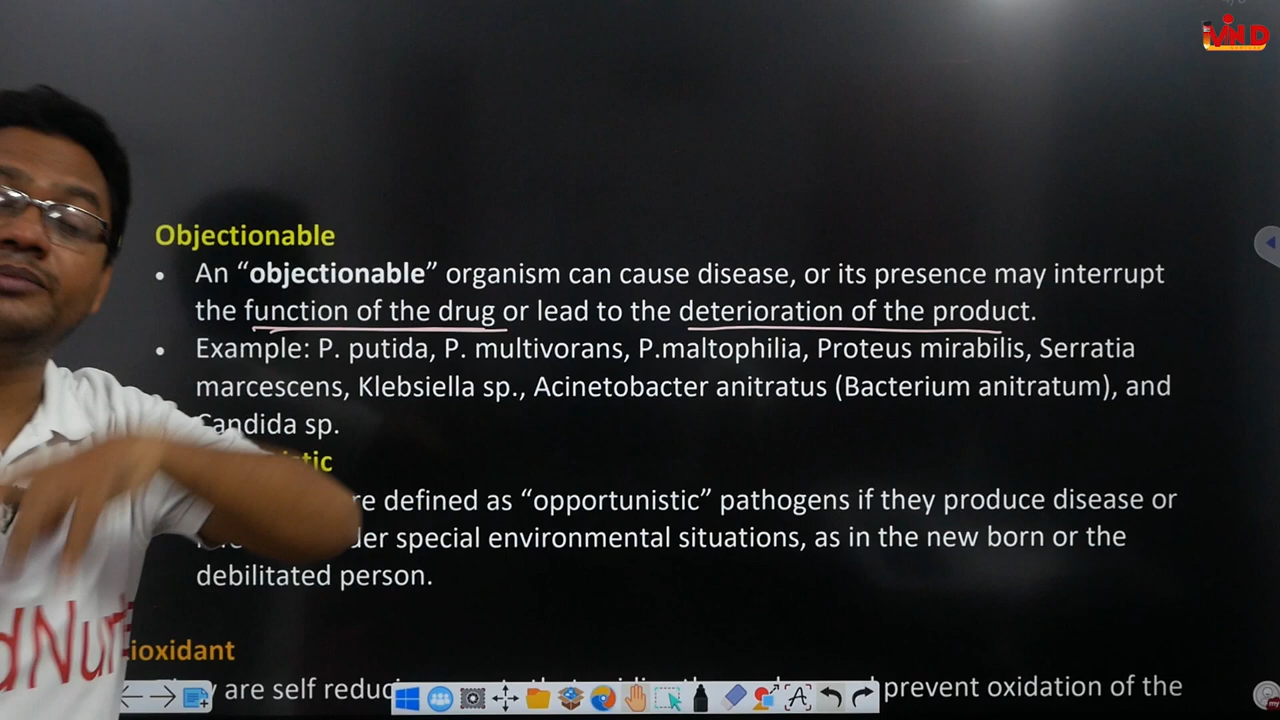 iMIND
Objectionable
• An “objectionable” organism can cause disease, or its presence may interrupt
the function of the drug or lead to the deterioration of the product.
• Example: P. putida, P. multivorans, P.maltophilia, Proteus mirabilis, Serratia
marcescens, Klebsiella sp., Acinetobacter anitratus (Bacterium anitratum), and
Candida sp.
tic
re defined as “opportunistic” pathogens if they produce disease or
der special environmental situations, as in the new born or the
debilitated person.
ioxidant
are self prevent oxidation of the
dNur